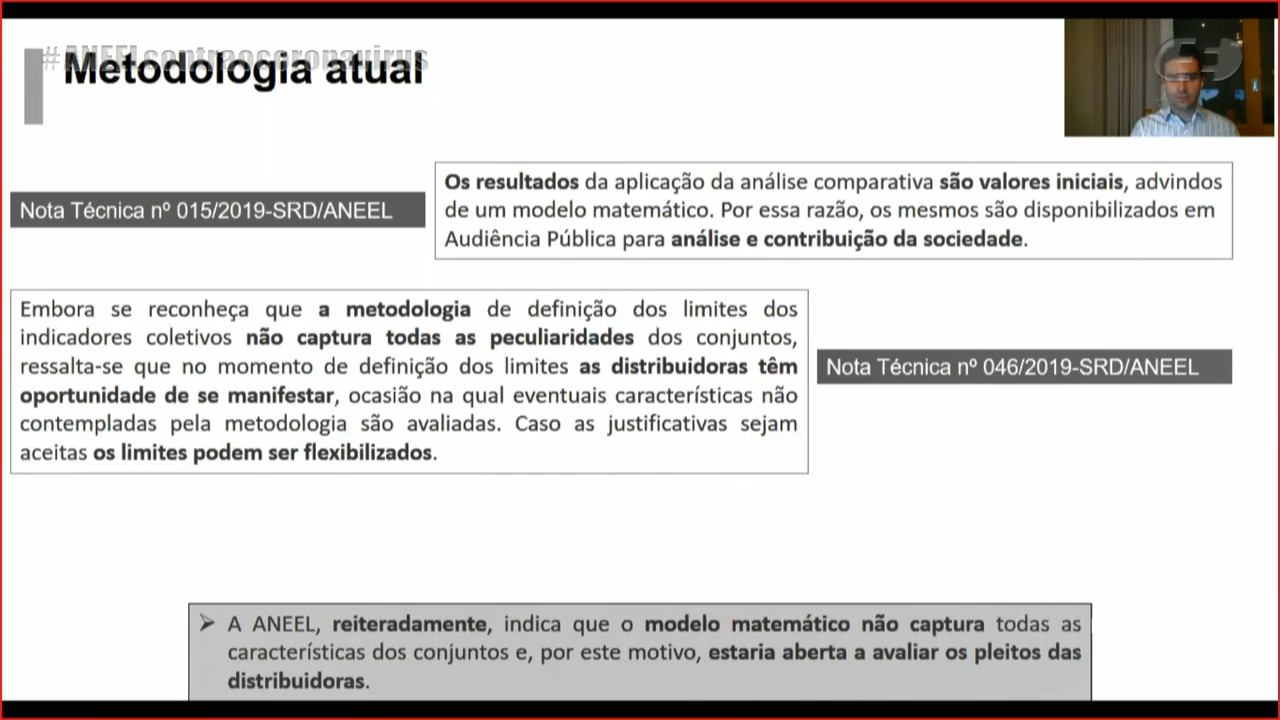 #ANEELcontraocoronavirus
Metodologia atual
Nota Técnica nº 015/2019-SRD/ANEEL
Os resultados da aplicação da análise comparativa são valores iniciais, advindos
de um modelo matemático. Por essa razão, os mesmos são disponibilizados em
Audiência Pública para análise e contribuição da sociedade.
Embora se reconheça que a metodologia de definição dos limites dos
indicadores coletivos não captura todas as peculiaridades dos conjuntos,
ressalta-se que no momento de definição dos limites as distribuidoras têm
oportunidade de se manifestar, ocasião na qual eventuais características não
contempladas pela metodologia são avaliadas. Caso as justificativas sejam
aceitas os limites podem ser flexibilizados.
Nota Técnica nº 046/2019-SRD/ANEEL
➢ A ANEEL, reiteradamente, indica que o modelo matemático não captura todas as
características dos conjuntos e, por este motivo, estaria aberta a avaliar os pleitos das
distribuidoras.